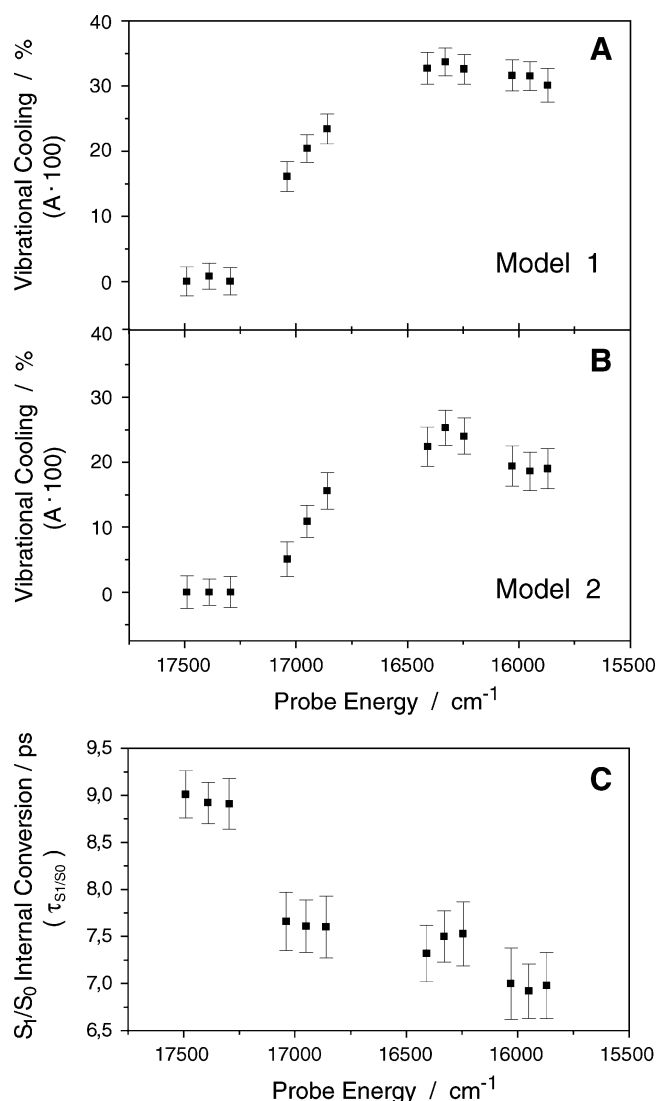 40
30
20
10
0
Vibrational Cooling / %
(A · 100)
A
Model 1
40
30
20
10
0
Vibrational Cooling / %
(A · 100)
B
Model 2
17500 17000 16500 16000 15500
Probe Energy / cm-1
9,5
9,0
8,5
8,0
7,5
7,0
6,5
S1/S0 Internal Conversion / ps
( τS1/S0 )
C
17500 17000 16500 16000 15500
Probe Energy / cm-1